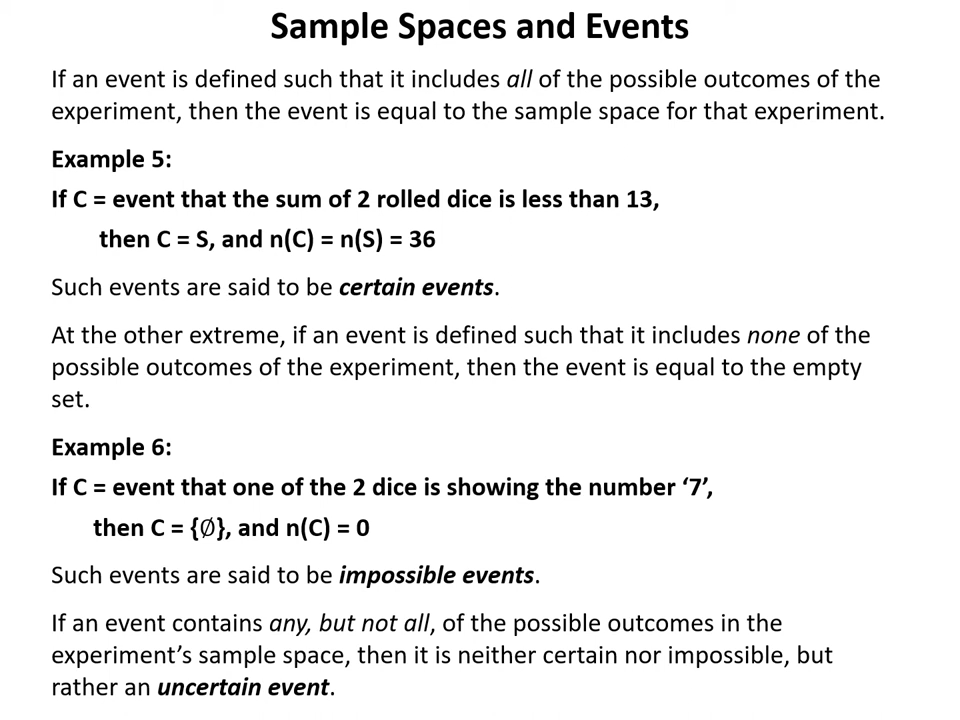 Sample Spaces and Events
If an event is defined such that it includes all of the possible outcomes of the
experiment, then the event is equal to the sample space for that experiment.
Example 5:
If C = event that the sum of 2 rolled dice is less than 13,
then C = S, and n(C) = n(S) = 36
Such events are said to be certain events.
At the other extreme, if an event is defined such that it includes none of the
possible outcomes of the experiment, then the event is equal to the empty
set.
Example 6:
If C = event that one of the 2 dice is showing the number ‘7’,
then C = {∅}, and n(C) = 0
Such events are said to be impossible events.
If an event contains any, but not all, of the possible outcomes in the
experiment’s sample space, then it is neither certain nor impossible, but
rather an uncertain event.